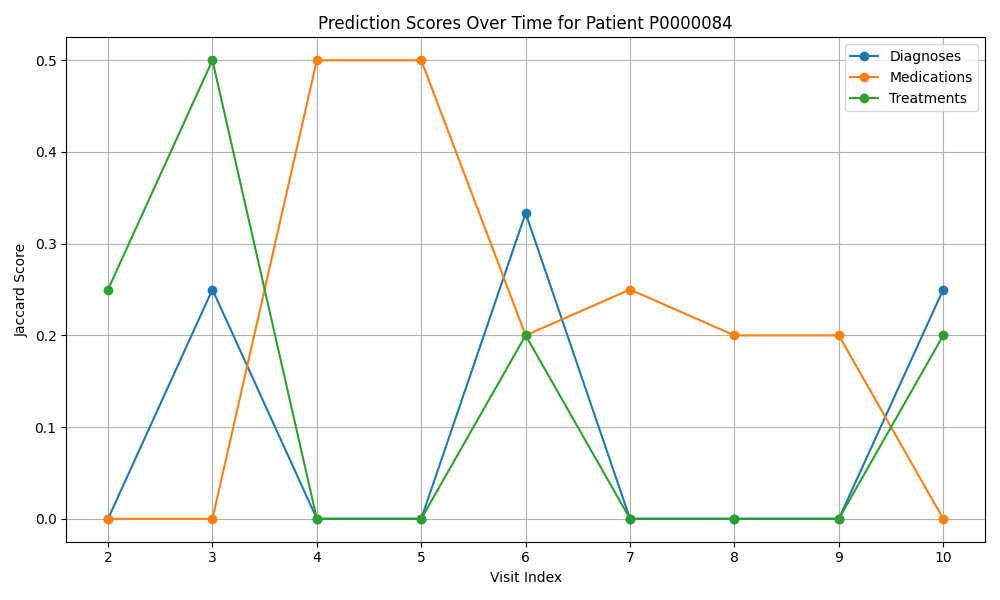 Prediction Scores Over Time for Patient P0000084
Diagnoses
Medications
Treatments
0.5
0.4
0.3
0.2
0.1
0.0
Jaccard Score
2 3 4 5 6 7 8 9 10
Visit Index